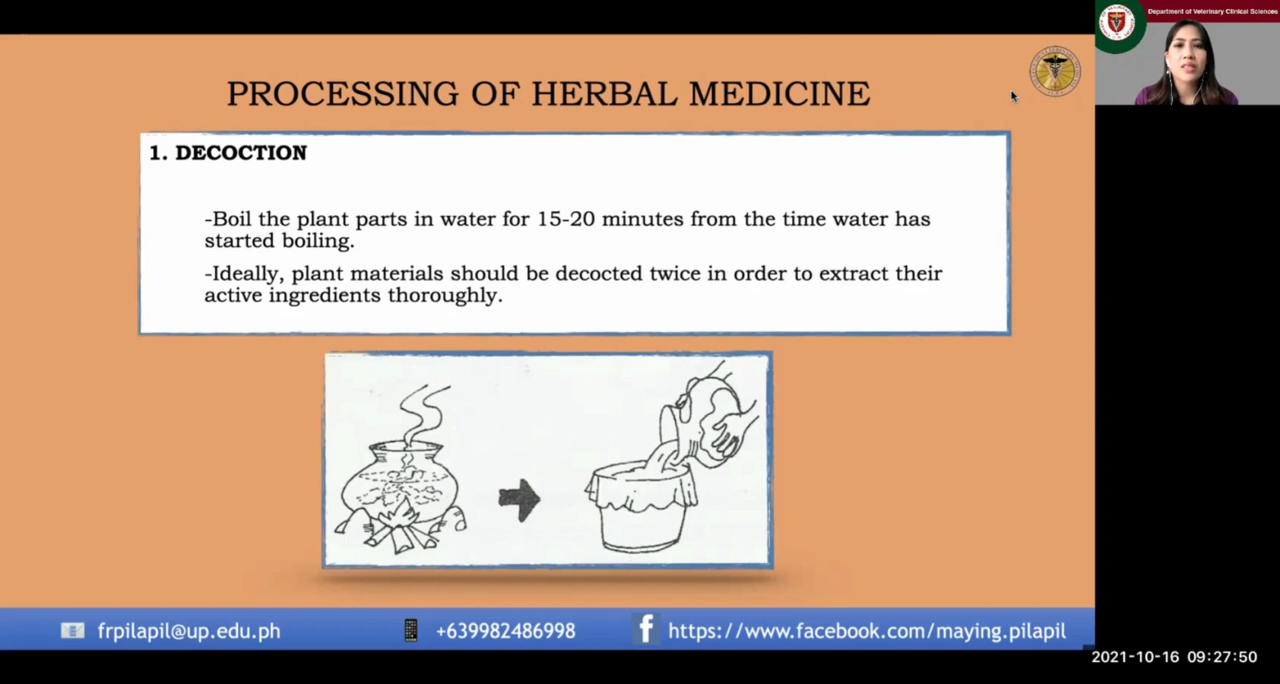 Department of Veterinary Clinical Sciences
PROCESSING OF HERBAL MEDICINE
1. DECOCTION
-Boil the plant parts in water for 15-20 minutes from the time water has
started boiling.
-Ideally, plant materials should be decocted twice in order to extract their
active ingredients thoroughly.
frpilapil@up.edu.ph
+639982486998
f https://www.facebook.com/maying.pilapil
2021-10-16 09:27:50